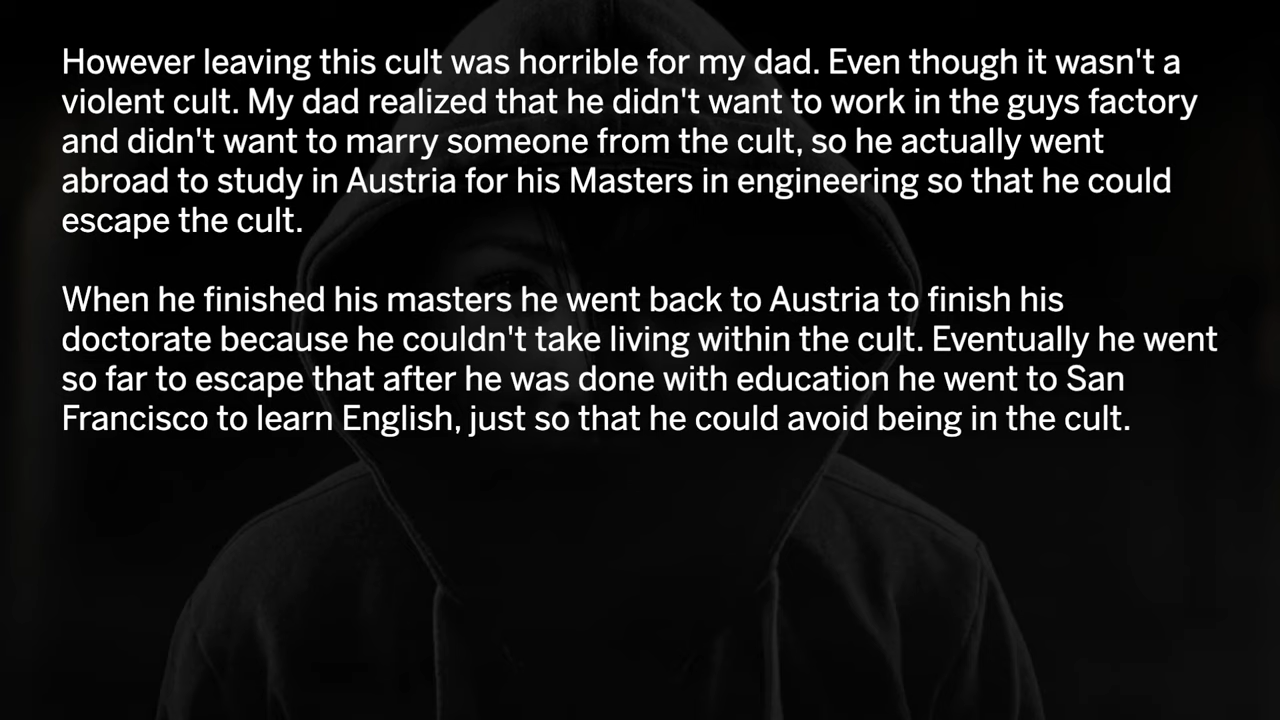 However leaving this cult was horrible for my dad. Even though it wasn't a
violent cult. My dad realized that he didn't want to work in the guys factory
and didn't want to marry someone from the cult, so he actually went
abroad to study in Austria for his Masters in engineering so that he could
escape the cult.
When he finished his masters he went back to Austria to finish his
doctorate because he couldn't take living within the cult. Eventually he went
so far to escape that after he was done with education he went to San
Francisco to learn English, just so that he could avoid being in the cult.